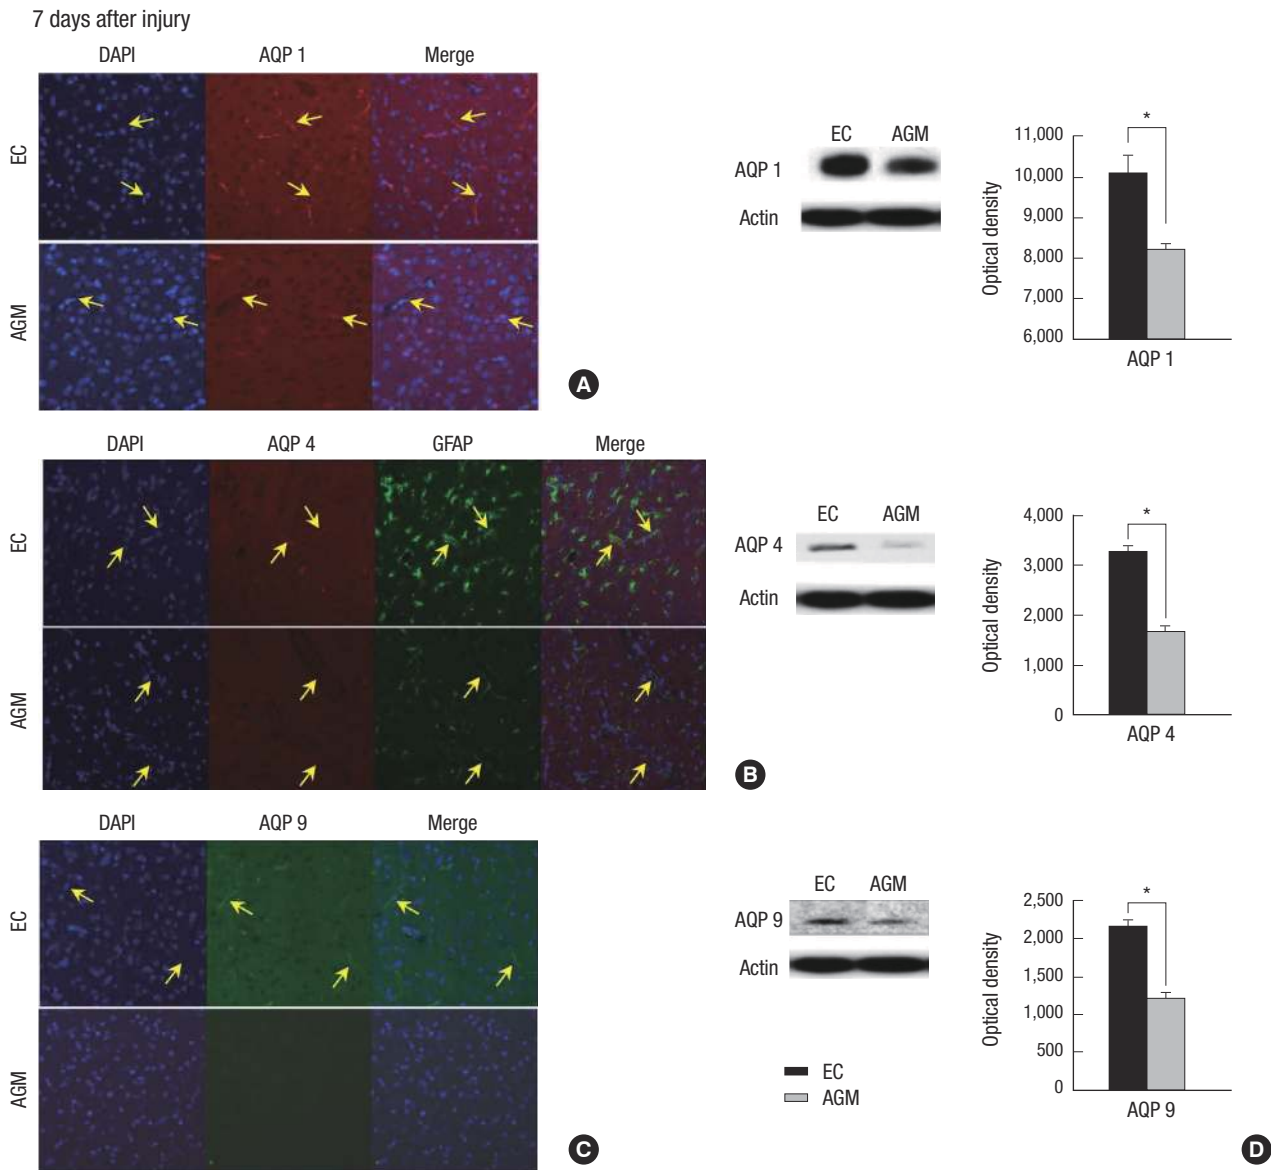 7 days after injury
DAPI AQP 1 Merge
EC
AGM
A
DAPI AQP 4 GFAP Merge
EC
AGM
B
DAPI AQP 9 Merge
EC
AGM
C
EC AGM
AQP 1
Actin
Optical density
11,000
10,000
9,000
8,000
7,000
6,000
*
AQP 1
EC AGM
AQP 4
Actin
Optical density
4,000
3,000
2,000
1,000
0
*
AQP 4
EC AGM
AQP 9
Actin
EC
AGM
Optical density
2,500
2,000
1,500
1,000
500
0
*
AQP 9
D